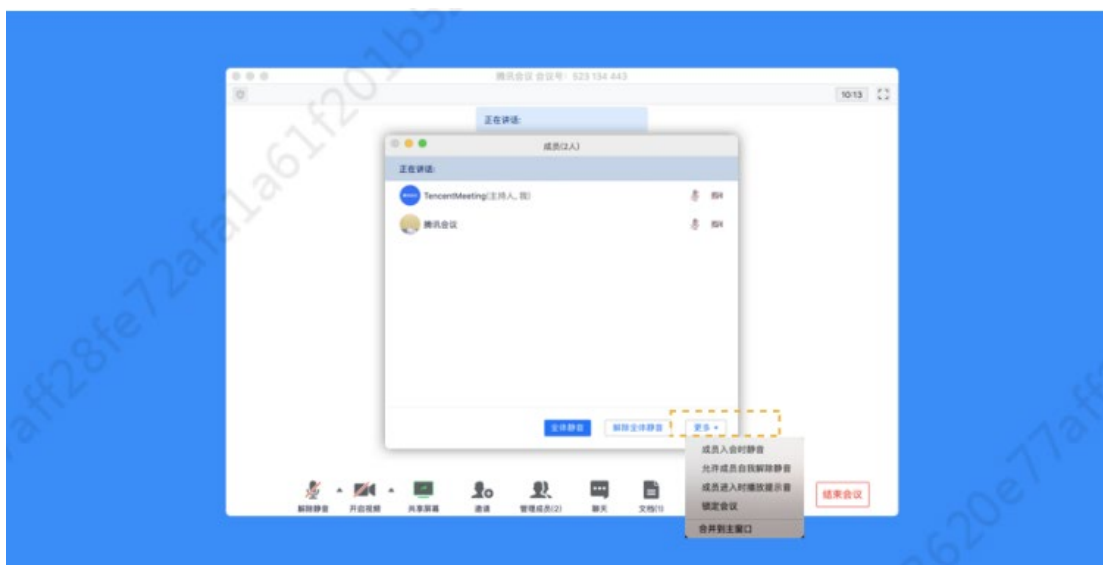 腾讯会议 会议号: 523 134 443
10:13
正在讲话:
成员(2人)
正在讲话:
TencentMeeting(主持人, 我)
腾讯会议
全体静音 解除全体静音 更多
成员入会时静音
允许成员自我解除静音
成员进入时播放提示音
锁定会议
合并到主窗口
解除静音 开启视频 共享屏幕 邀请 管理成员(2) 聊天 文档(1) 结束会议